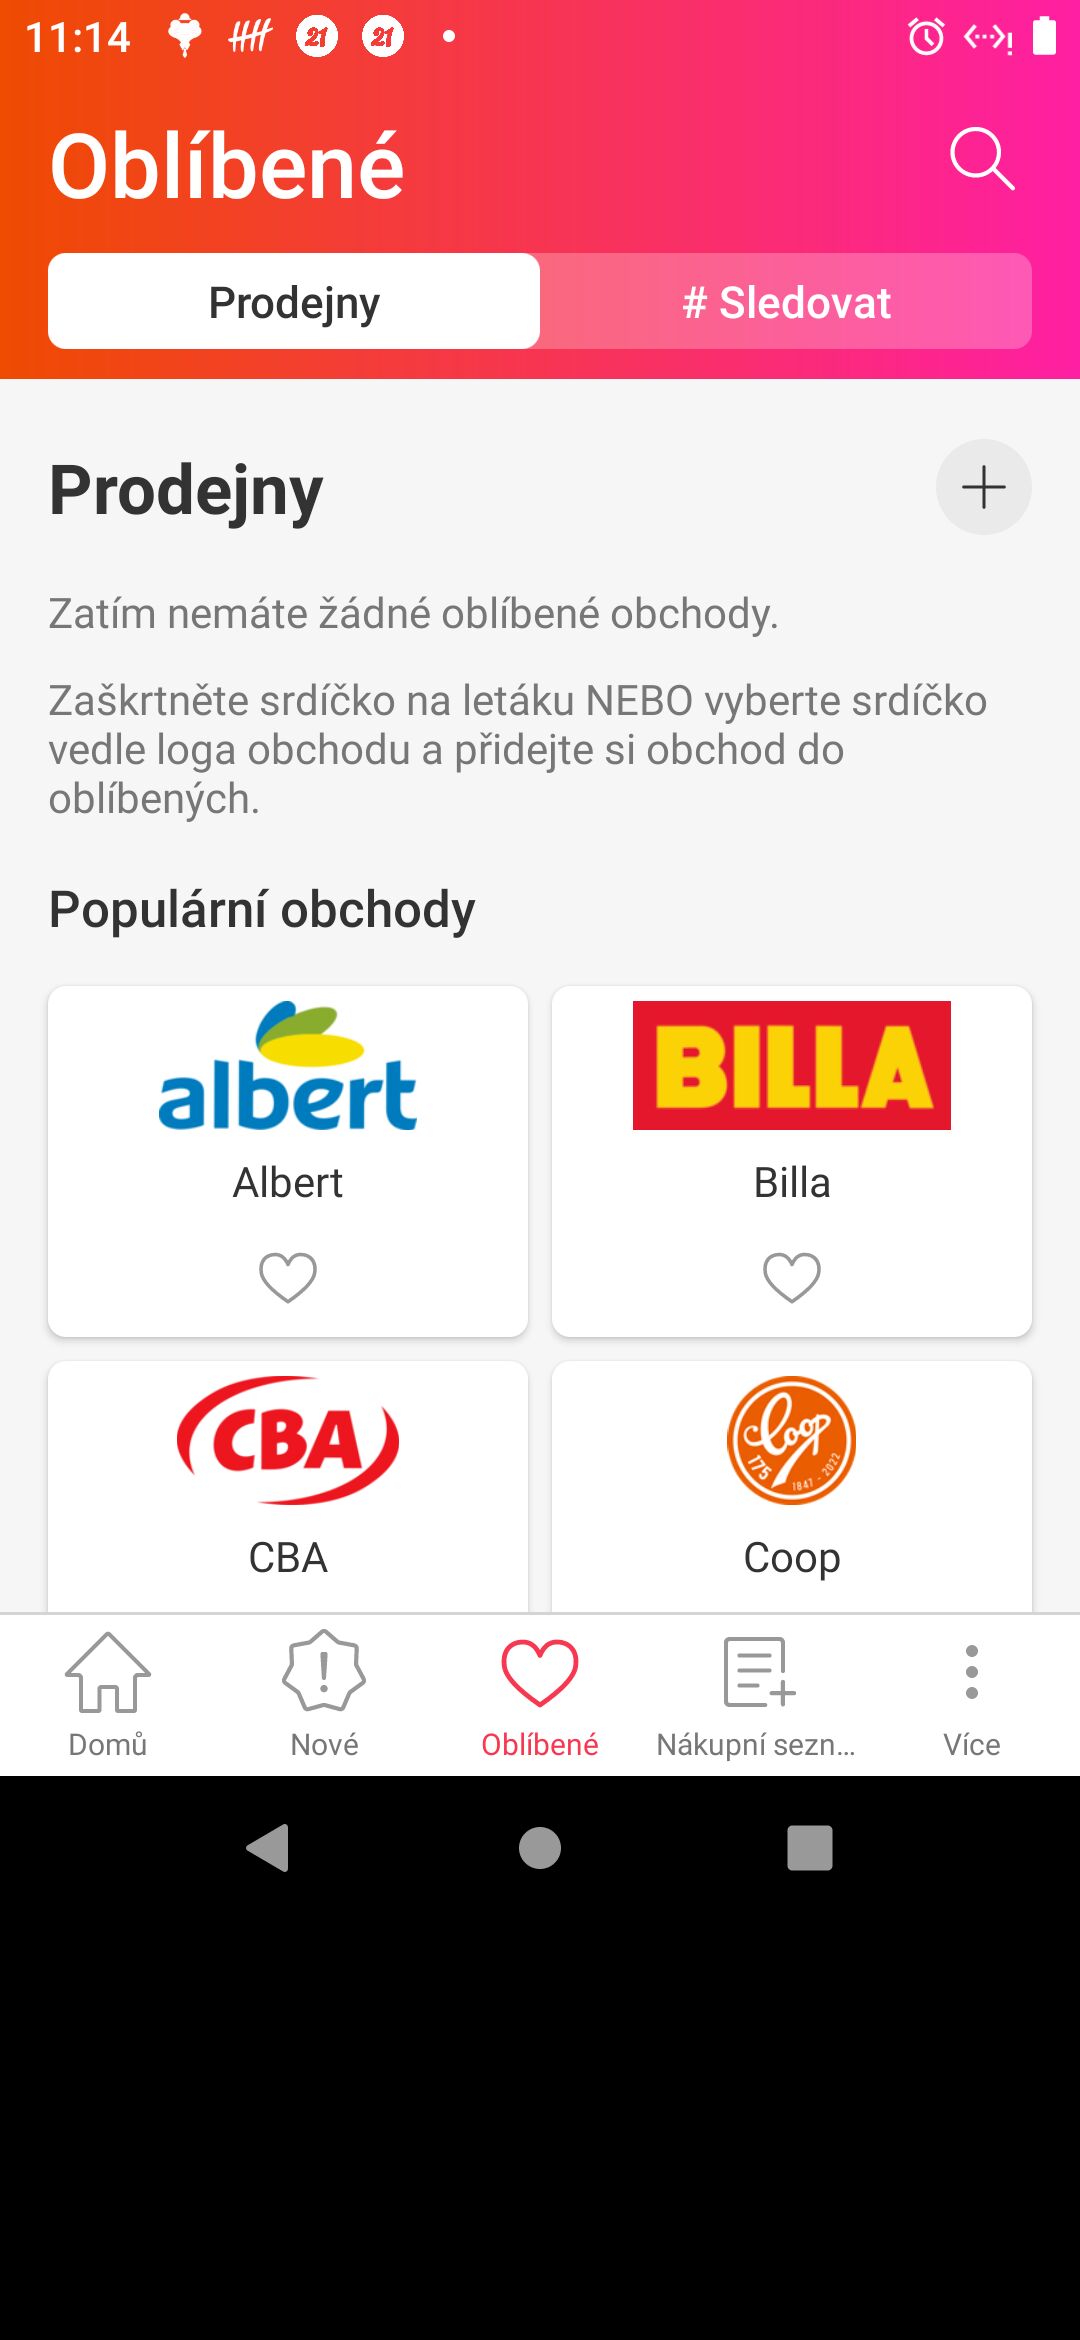 11:14
21 21
Oblíbené
Prodejny
# Sledovat
Prodejny
Zatím nemáte žádné oblíbené obchody.
Zaškrtněte srdíčko na letáku NEBO vyberte srdíčko
vedle loga obchodu a přidejte si obchod do
oblíbených.
Populární obchody
albert
BILLA
Albert
Billa
CBA
Coop
175
1847 - 2022
CBA
Coop
Domů
Nové
Oblíbené
Nákupní sezn...
Více